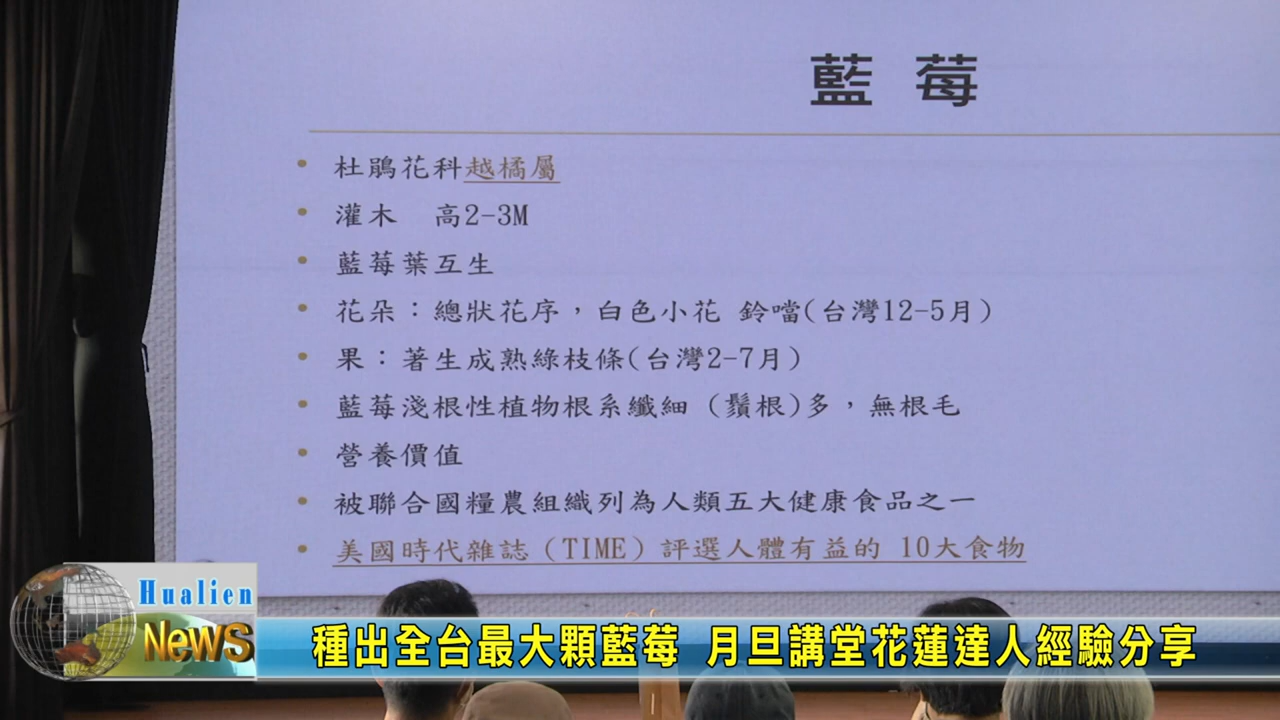 藍 莓
• 杜鵑花科越橘屬
• 灌木　高2-3M
• 藍莓葉互生
• 花朵：總狀花序，白色小花 鈴噹(台灣12-5月)
• 果：著生成熟綠枝條(台灣2-7月)
• 藍莓淺根性植物根系纖細 (鬚根)多，無根毛
• 營養價值
• 被聯合國糧農組織列為人類五大健康食品之一
• 美國時代雜誌（TIME）評選人體有益的 10大食物
Hualien
News
種出全台最大顆藍莓 月旦講堂花蓮達人經驗分享